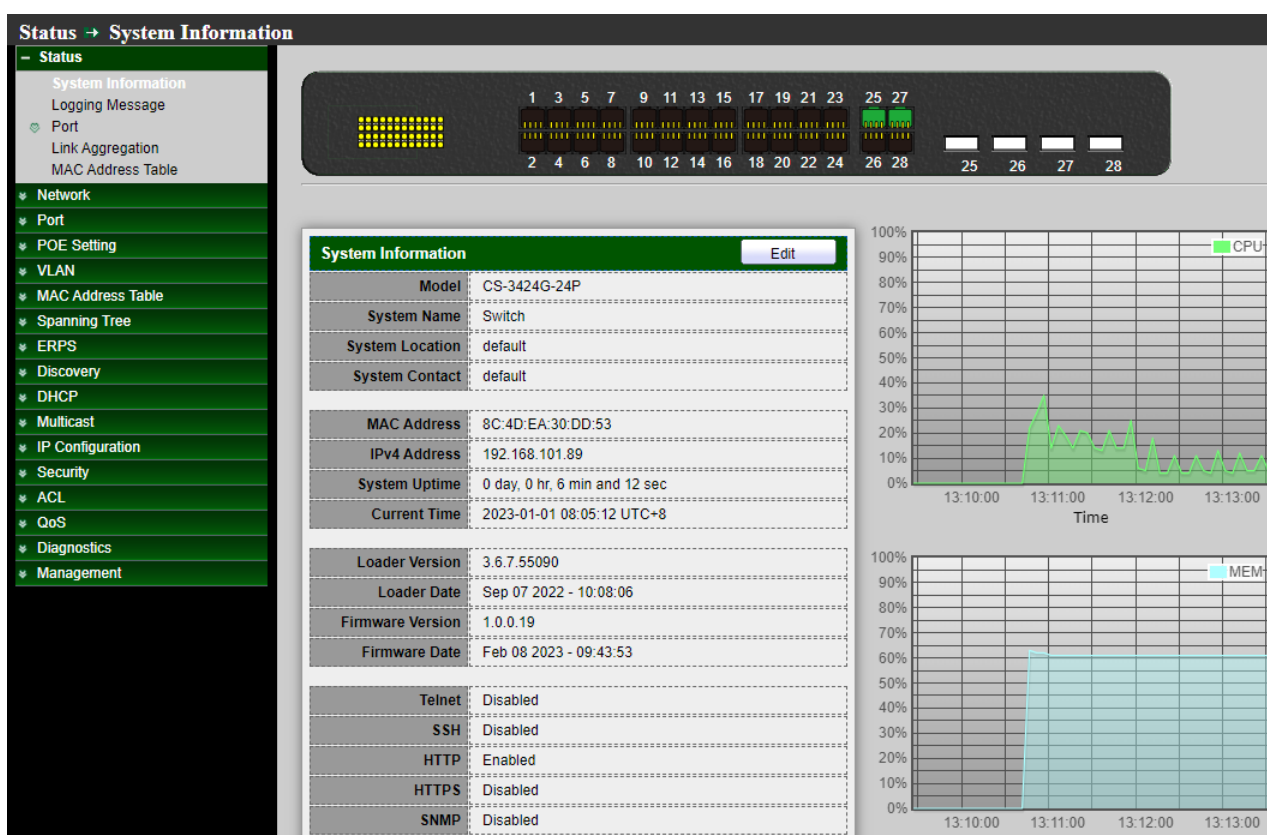 Status → System Information
Status
System Information
Logging Message
Port
Link Aggregation
MAC Address Table
Network
Port
POE Setting
VLAN
MAC Address Table
Spanning Tree
ERPS
Discovery
DHCP
Multicast
IP Configuration
Security
ACL
QoS
Diagnostics
Management
1 3 5 7 9 11 13 15 17 19 21 23 25 27
2 4 6 8 10 12 14 16 18 20 22 24 26 28
25 26 27 28
System Information Edit
Model CS-3424G-24P
System Name Switch
System Location default
System Contact default
MAC Address 8C:4D:EA:30:DD:53
IPv4 Address 192.168.101.89
System Uptime 0 day, 0 hr, 6 min and 12 sec
Current Time 2023-01-01 08:05:12 UTC+8
Loader Version 3.6.7.55090
Loader Date Sep 07 2022 - 10:08:06
Firmware Version 1.0.0.19
Firmware Date Feb 08 2023 - 09:43:53
Telnet Disabled
SSH Disabled
HTTP Enabled
HTTPS Disabled
SNMP Disabled
CPU
100%
90%
80%
70%
60%
50%
40%
30%
20%
10%
0%
13:10:00 13:11:00 13:12:00 13:13:00
Time
MEM
100%
90%
80%
70%
60%
50%
40%
30%
20%
10%
0%
13:10:00 13:11:00 13:12:00 13:13:00